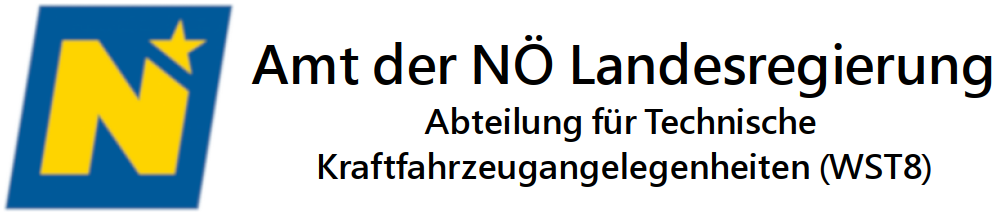 Amt der NÖ Landesregierung
Abteilung für Technische
Kraftfahrzeugangelegenheiten (WST8)